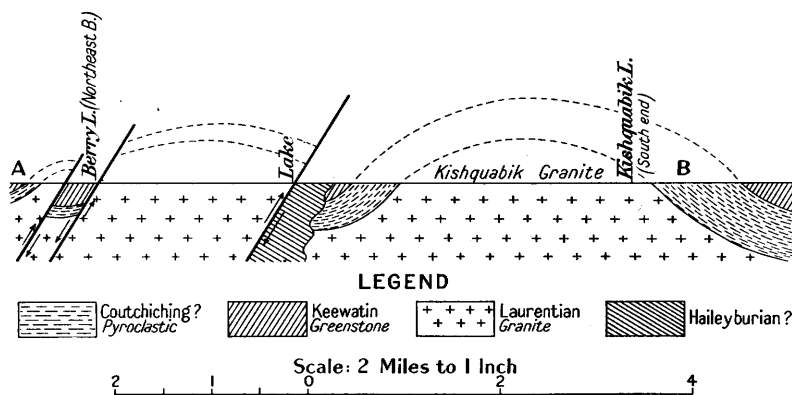 A
Berry L. (Northeast B.)
Lake
Kishquabik Granite
Kishquabik L.
(South end)
B
LEGEND
Coutchiching?
Pyroclastic
Keewatin
Greenstone
Laurentian
Granite
Haileyburian?
Scale: 2 Miles to 1 Inch
2 1 0 2 4